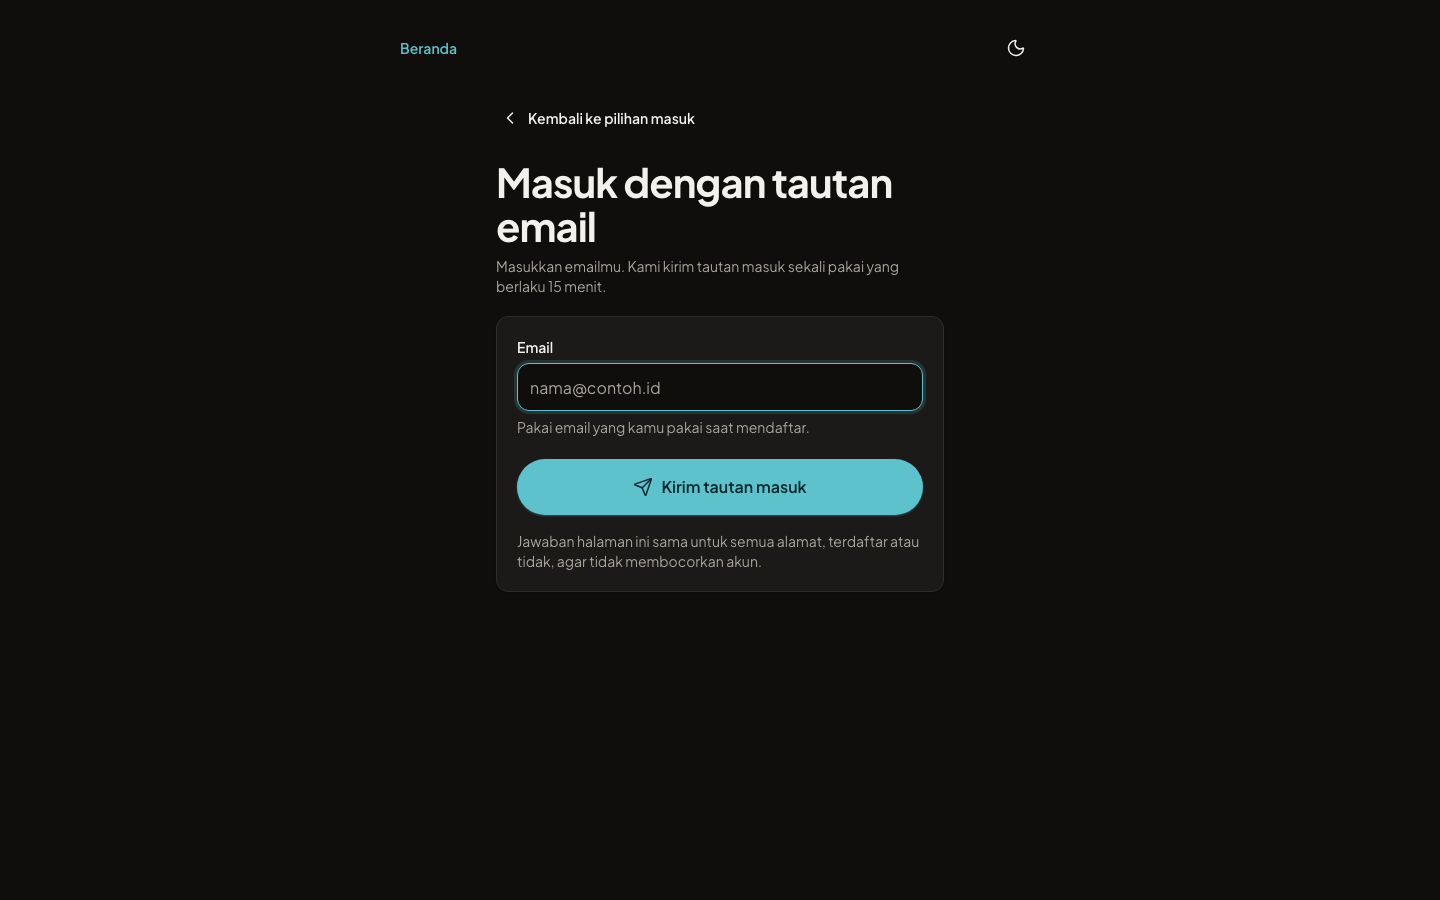 Beranda
Kembali ke pilihan masuk
Masuk dengan tautan
email
Masukkan emailmu. Kami kirim tautan masuk sekali pakai yang
berlaku 15 menit.
Email
nama@contoh.id
Pakai email yang kamu pakai saat mendaftar.
Kirim tautan masuk
Jawaban halaman ini sama untuk semua alamat, terdaftar atau
tidak, agar tidak membocorkan akun.